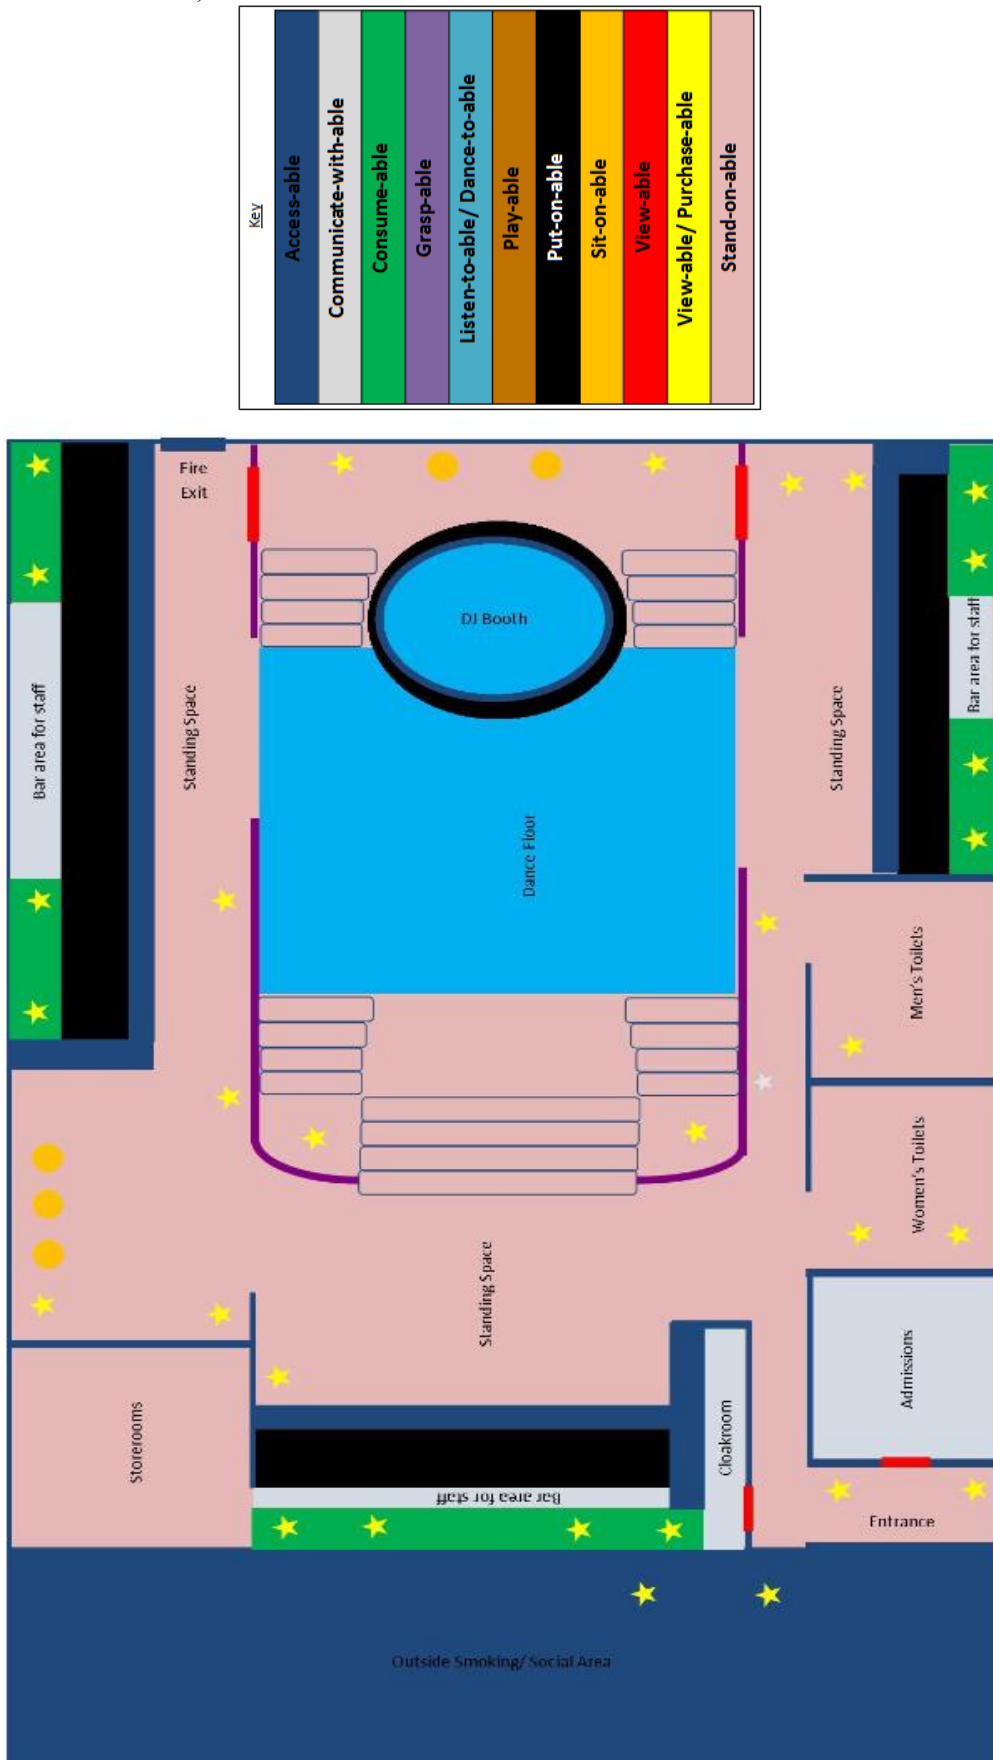 Key
Access-able
Communicate-with-able
Consume-able
Grasp-able
Listen-to-able/ Dance-to-able
Play-able
Put-on-able
Sit-on-able
View-able
View-able/ Purchase-able
Stand-on-able
Fire
Exit
DJ Booth
Bar area for staff
Standing Space
Standing Space
Bar area for staff
Dance Floor
Men's Toilets
Women's Toilets
Standing Space
Admissions
Storerooms
Cloakroom
Bar area for staff
Entrance
Outside Smoking/ Social Area